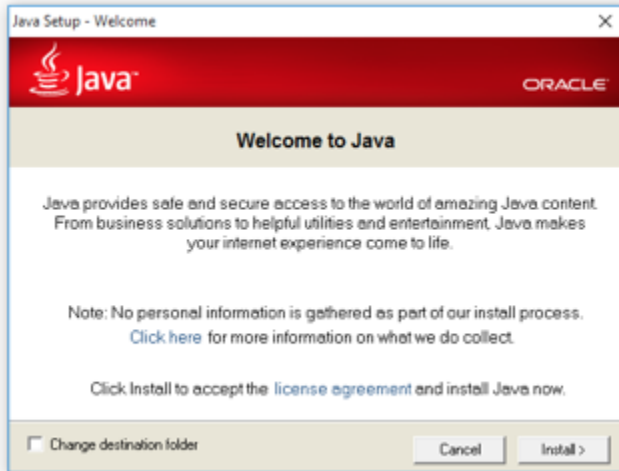 Java Setup - Welcome
Java
ORACLE
Welcome to Java
Java provides safe and secure access to the world of amazing Java content.
From business solutions to helpful utilities and entertainment, Java makes
your internet experience come to life.
Note: No personal information is gathered as part of our install process.
Click here for more information on what we do collect.
Click Install to accept the license agreement and install Java now.
Change destination folder
Cancel
Install >